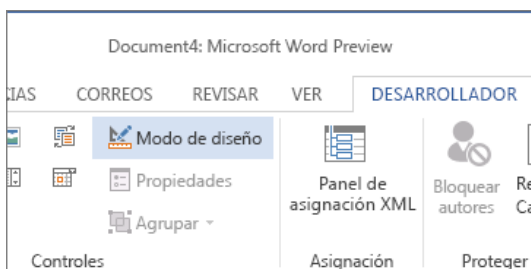 Document4: Microsoft Word Preview
CORREOS REVISAR VER DESARROLLADOR
Modo de diseño
Propiedades
Agrupar
Panel de
asignación XML
Bloquear
autores
Controles Asignación Proteger